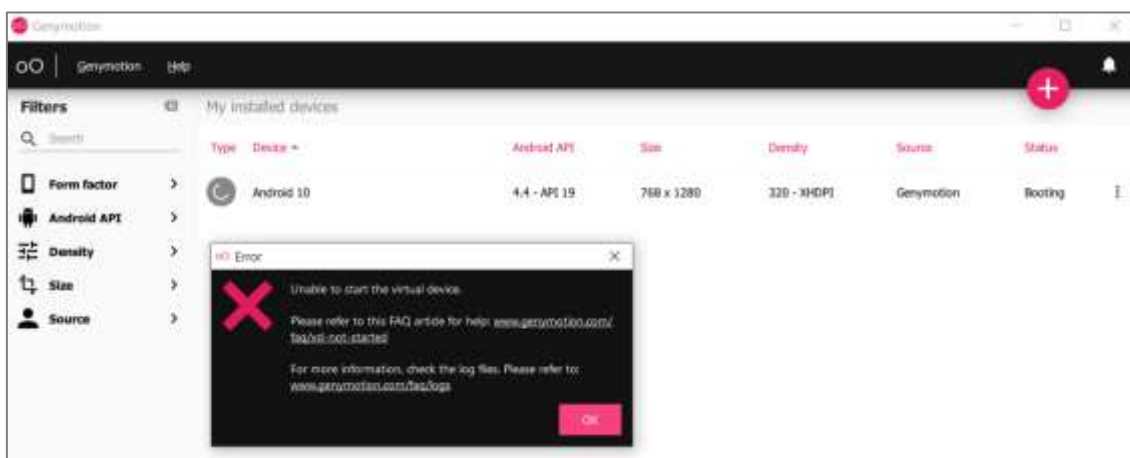 Genymotion
oO Genymotion Help
Filters
My installed devices
Search
Type Device Android API Size Density Source Status
Form factor
Android 10 4.4 - API 19 768 x 1280 320 - XHDPI Genymotion Booting
Android API
Density
Size
Source
oO Error
Unable to start the virtual device.
Please refer to this FAQ article for help: www.genymotion.com/
faq/vd-not-started
For more information, check the log files. Please refer to:
www.genymotion.com/faq/logs
OK